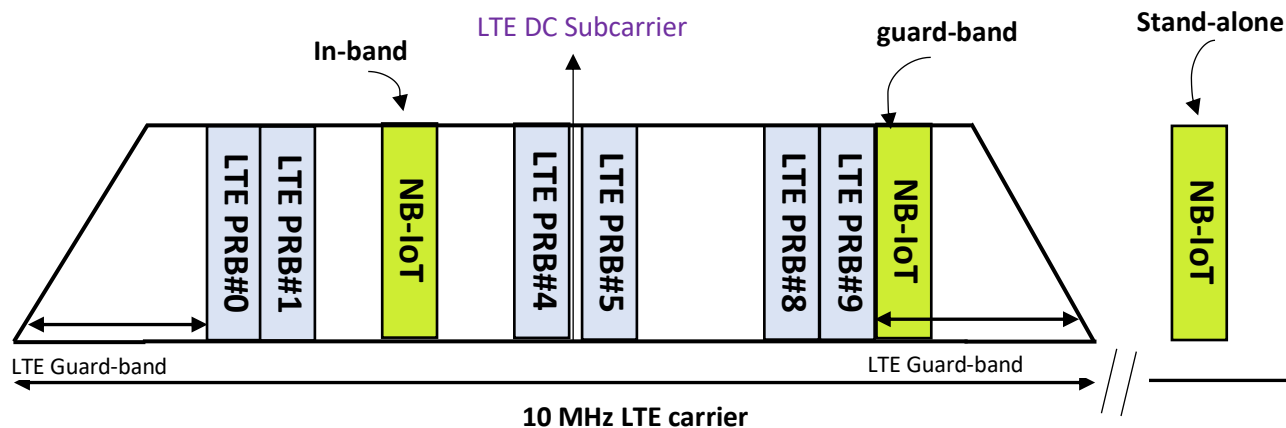 LTE DC Subcarrier
In-band
guard-band
Stand-alone
LTE PRB#0
LTE PRB#1
NB-IoT
LTE PRB#4
LTE PRB#5
LTE PRB#8
LTE PRB#9
NB-IoT
NB-IoT
LTE Guard-band
LTE Guard-band
10 MHz LTE carrier